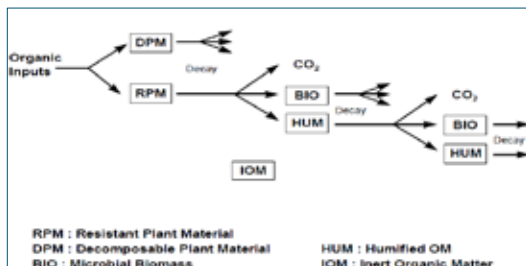 DPM
Organic
Inputs
Decay
CO2
RPM
BIO
CO2
Decay
HUM
BIO
Decay
HUM
IOM
RPM : Resistant Plant Material
DPM : Decomposable Plant Material HUM : Humified OM
BIO : Microbial Biomass IOM : Inert Organic Matter